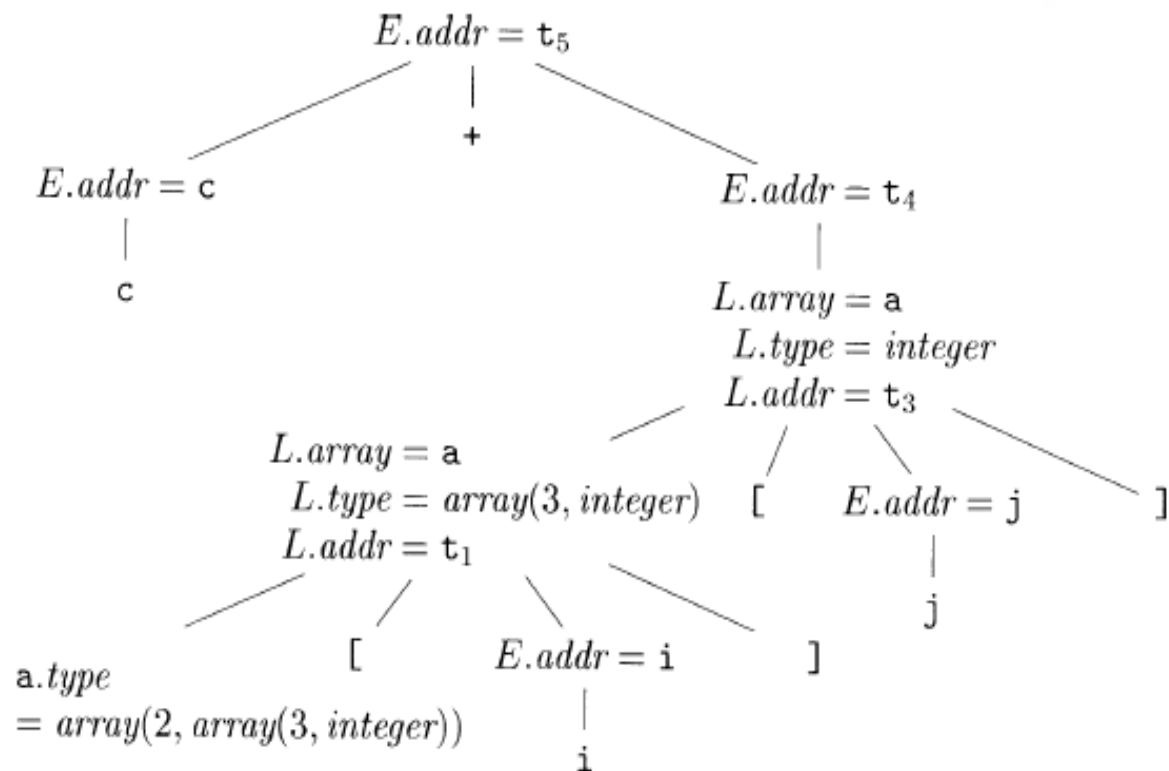 E.addr = t₅
+
E.addr = c
E.addr = t₄
c
L.array = a
L.type = integer
L.addr = t₃
L.array = a
L.type = array(3, integer)
L.addr = t₁
[
E.addr = j
]
j
a.type
= array(2, array(3, integer))
[
E.addr = i
]
i